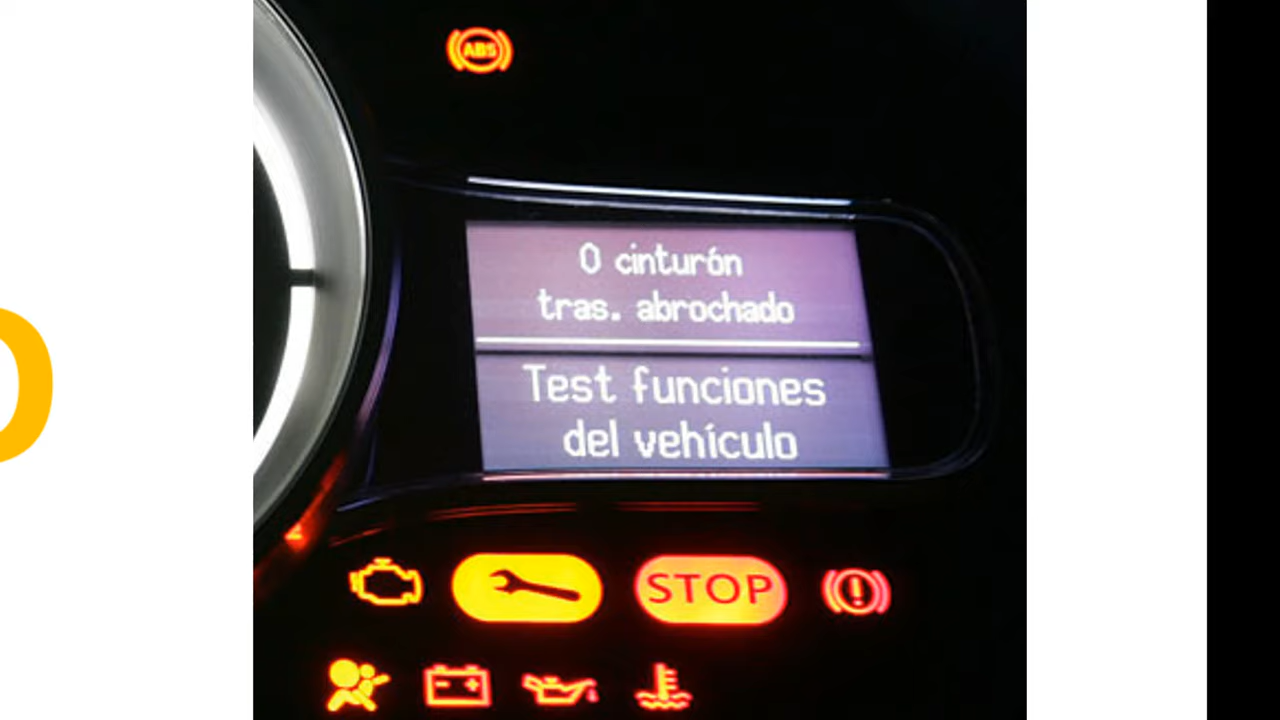 ABS
0 cinturón
tras. abrochado
Test funciones
del vehículo
STOP